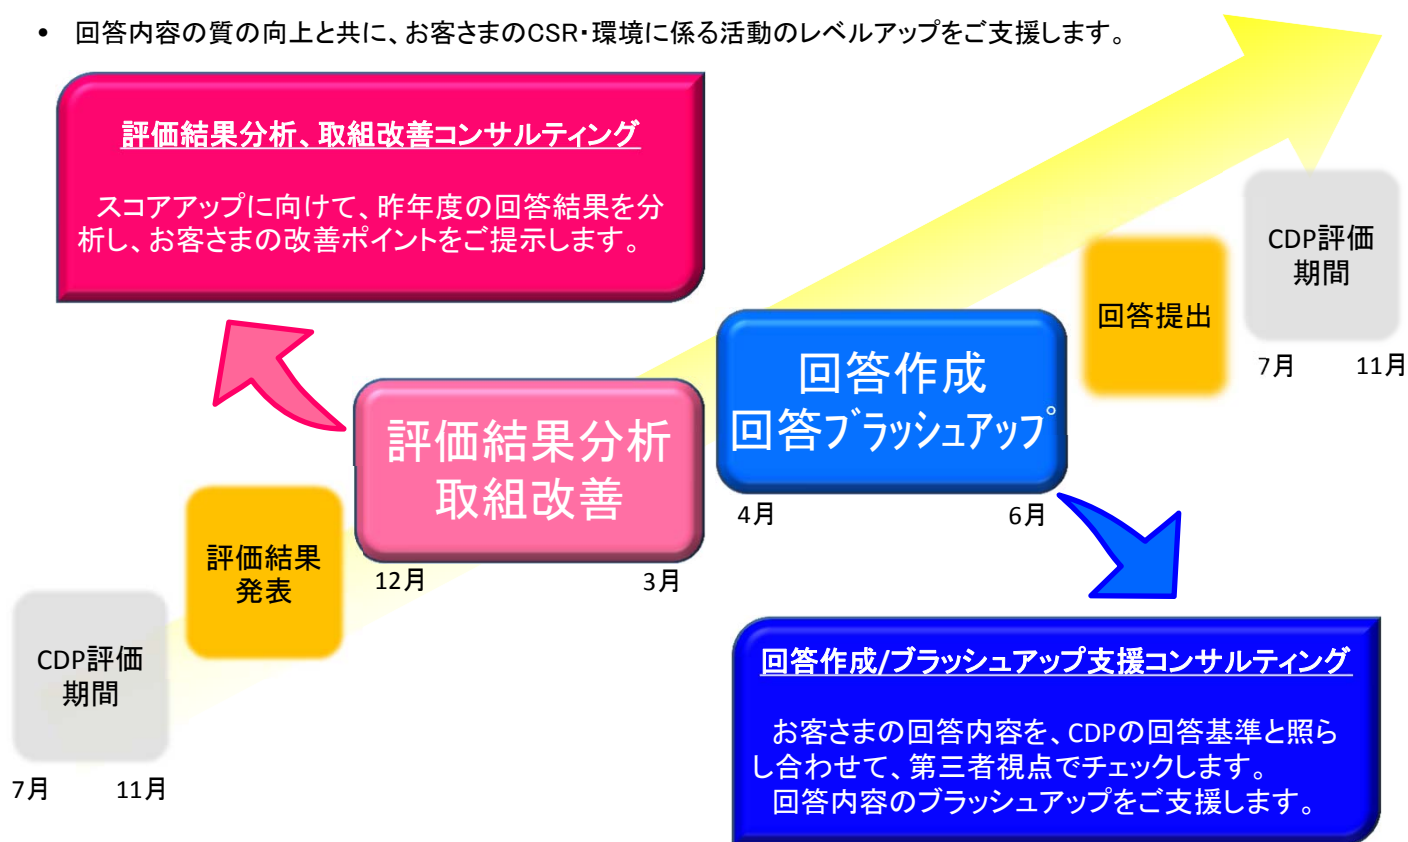 • 回答内容の質の向上と共に、お客さまのCSR・環境に係る活動のレベルアップをご支援します。
評価結果分析、取組改善コンサルティング
スコアアップに向けて、昨年度の回答結果を分
析し、お客さまの改善ポイントをご提示します。
CDP評価
期間
7月 11月
評価結果
発表
評価結果分析
取組改善
12月 3月
回答作成
回答ブラッシュアップ
4月 6月
回答提出
CDP評価
期間
7月 11月
回答作成/ブラッシュアップ支援コンサルティング
お客さまの回答内容を、CDPの回答基準と照ら
し合わせて、第三者視点でチェックします。
回答内容のブラッシュアップをご支援します。